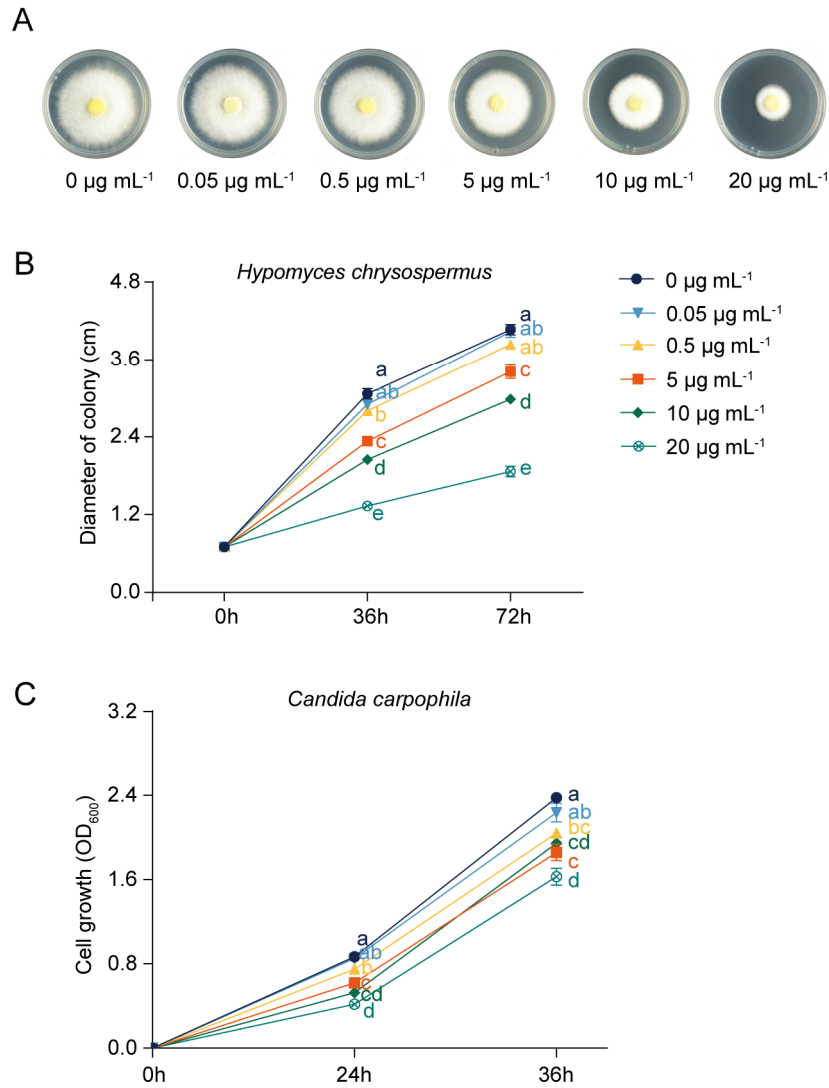 A
0 µg mL⁻¹ 0.05 µg mL⁻¹ 0.5 µg mL⁻¹ 5 µg mL⁻¹ 10 µg mL⁻¹ 20 µg mL⁻¹
B
Hypomyces chrysospermus
Diameter of colony (cm)
4.8
3.6
2.4
1.2
0.0
0h 36h 72h
a
ab
b
c
d
e
a
ab
ab
c
d
e
0 µg mL⁻¹
0.05 µg mL⁻¹
0.5 µg mL⁻¹
5 µg mL⁻¹
10 µg mL⁻¹
20 µg mL⁻¹
C
Candida carpophila
Cell growth (OD₆₀₀)
3.2
2.4
1.6
0.8
0.0
0h 24h 36h
a
ab
b
c
cd
d
a
ab
bc
cd
c
d